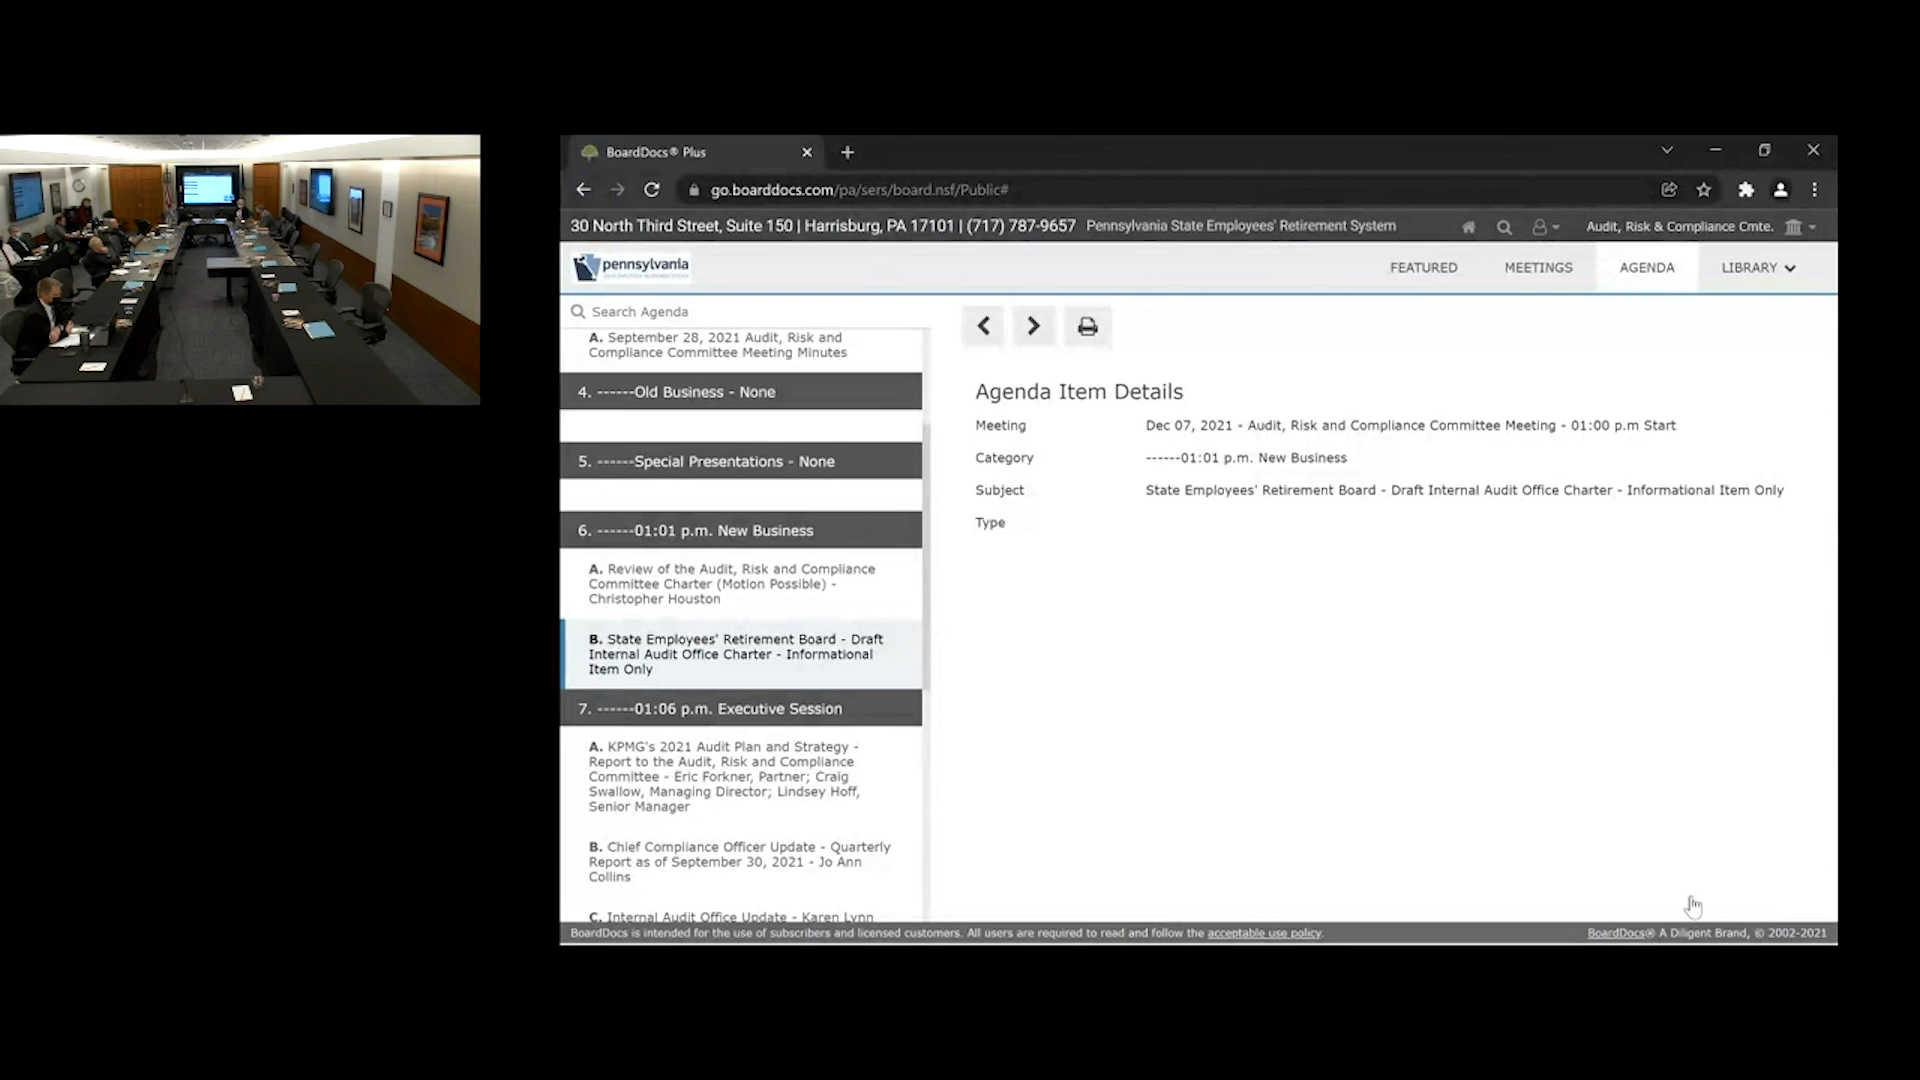 BoardDocs® Plus
go.boarddocs.com/pa/sers/board.nsf/Public#
30 North Third Street, Suite 150 | Harrisburg, PA 17101 | (717) 787-9657 Pennsylvania State Employees' Retirement System Audit, Risk & Compliance Cmte.
pennsylvania
FEATURED MEETINGS AGENDA LIBRARY
Search Agenda
A. September 28, 2021 Audit, Risk and
Compliance Committee Meeting Minutes
4. ------Old Business - None
5. ------Special Presentations - None
6. ------01:01 p.m. New Business
A. Review of the Audit, Risk and Compliance
Committee Charter (Motion Possible) -
Christopher Houston
B. State Employees' Retirement Board - Draft
Internal Audit Office Charter - Informational
Item Only
7. ------01:06 p.m. Executive Session
A. KPMG's 2021 Audit Plan and Strategy -
Report to the Audit, Risk and Compliance
Committee - Eric Forkner, Partner; Craig
Swallow, Managing Director; Lindsey Hoff,
Senior Manager
B. Chief Compliance Officer Update - Quarterly
Report as of September 30, 2021 - Jo Ann
Collins
C. Internal Audit Office Update - Karen Lynn
Agenda Item Details
Meeting Dec 07, 2021 - Audit, Risk and Compliance Committee Meeting - 01:00 p.m Start
Category ------01:01 p.m. New Business
Subject State Employees' Retirement Board - Draft Internal Audit Office Charter - Informational Item Only
Type
BoardDocs is intended for the use of subscribers and licensed customers. All users are required to read and follow the acceptable use policy. BoardDocs® A Diligent Brand, © 2002-2021